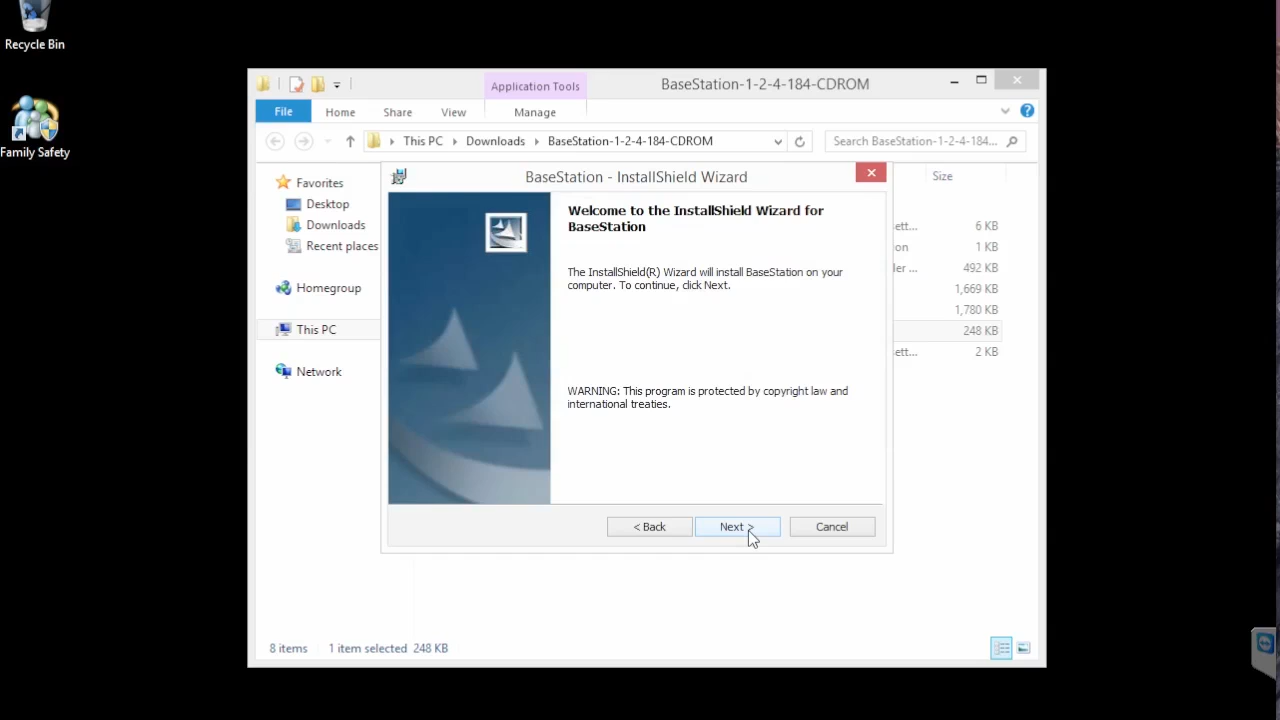 Recycle Bin
Family Safety
Application Tools
BaseStation-1-2-4-184-CDROM
File
Home
Share
View
Manage
This PC
Downloads
BaseStation-1-2-4-184-CDROM
Search BaseStation-1-2-4-184...
Favorites
Desktop
Downloads
Recent places
Homegroup
This PC
Network
BaseStation - InstallShield Wizard
Welcome to the InstallShield Wizard for
BaseStation
The InstallShield(R) Wizard will install BaseStation on your
computer. To continue, click Next.
WARNING: This program is protected by copyright law and
international treaties.
< Back
Next >
Cancel
Size
ett... 6 KB
on 1 KB
ler ... 492 KB
1,669 KB
1,780 KB
248 KB
ett... 2 KB
8 items
1 item selected 248 KB